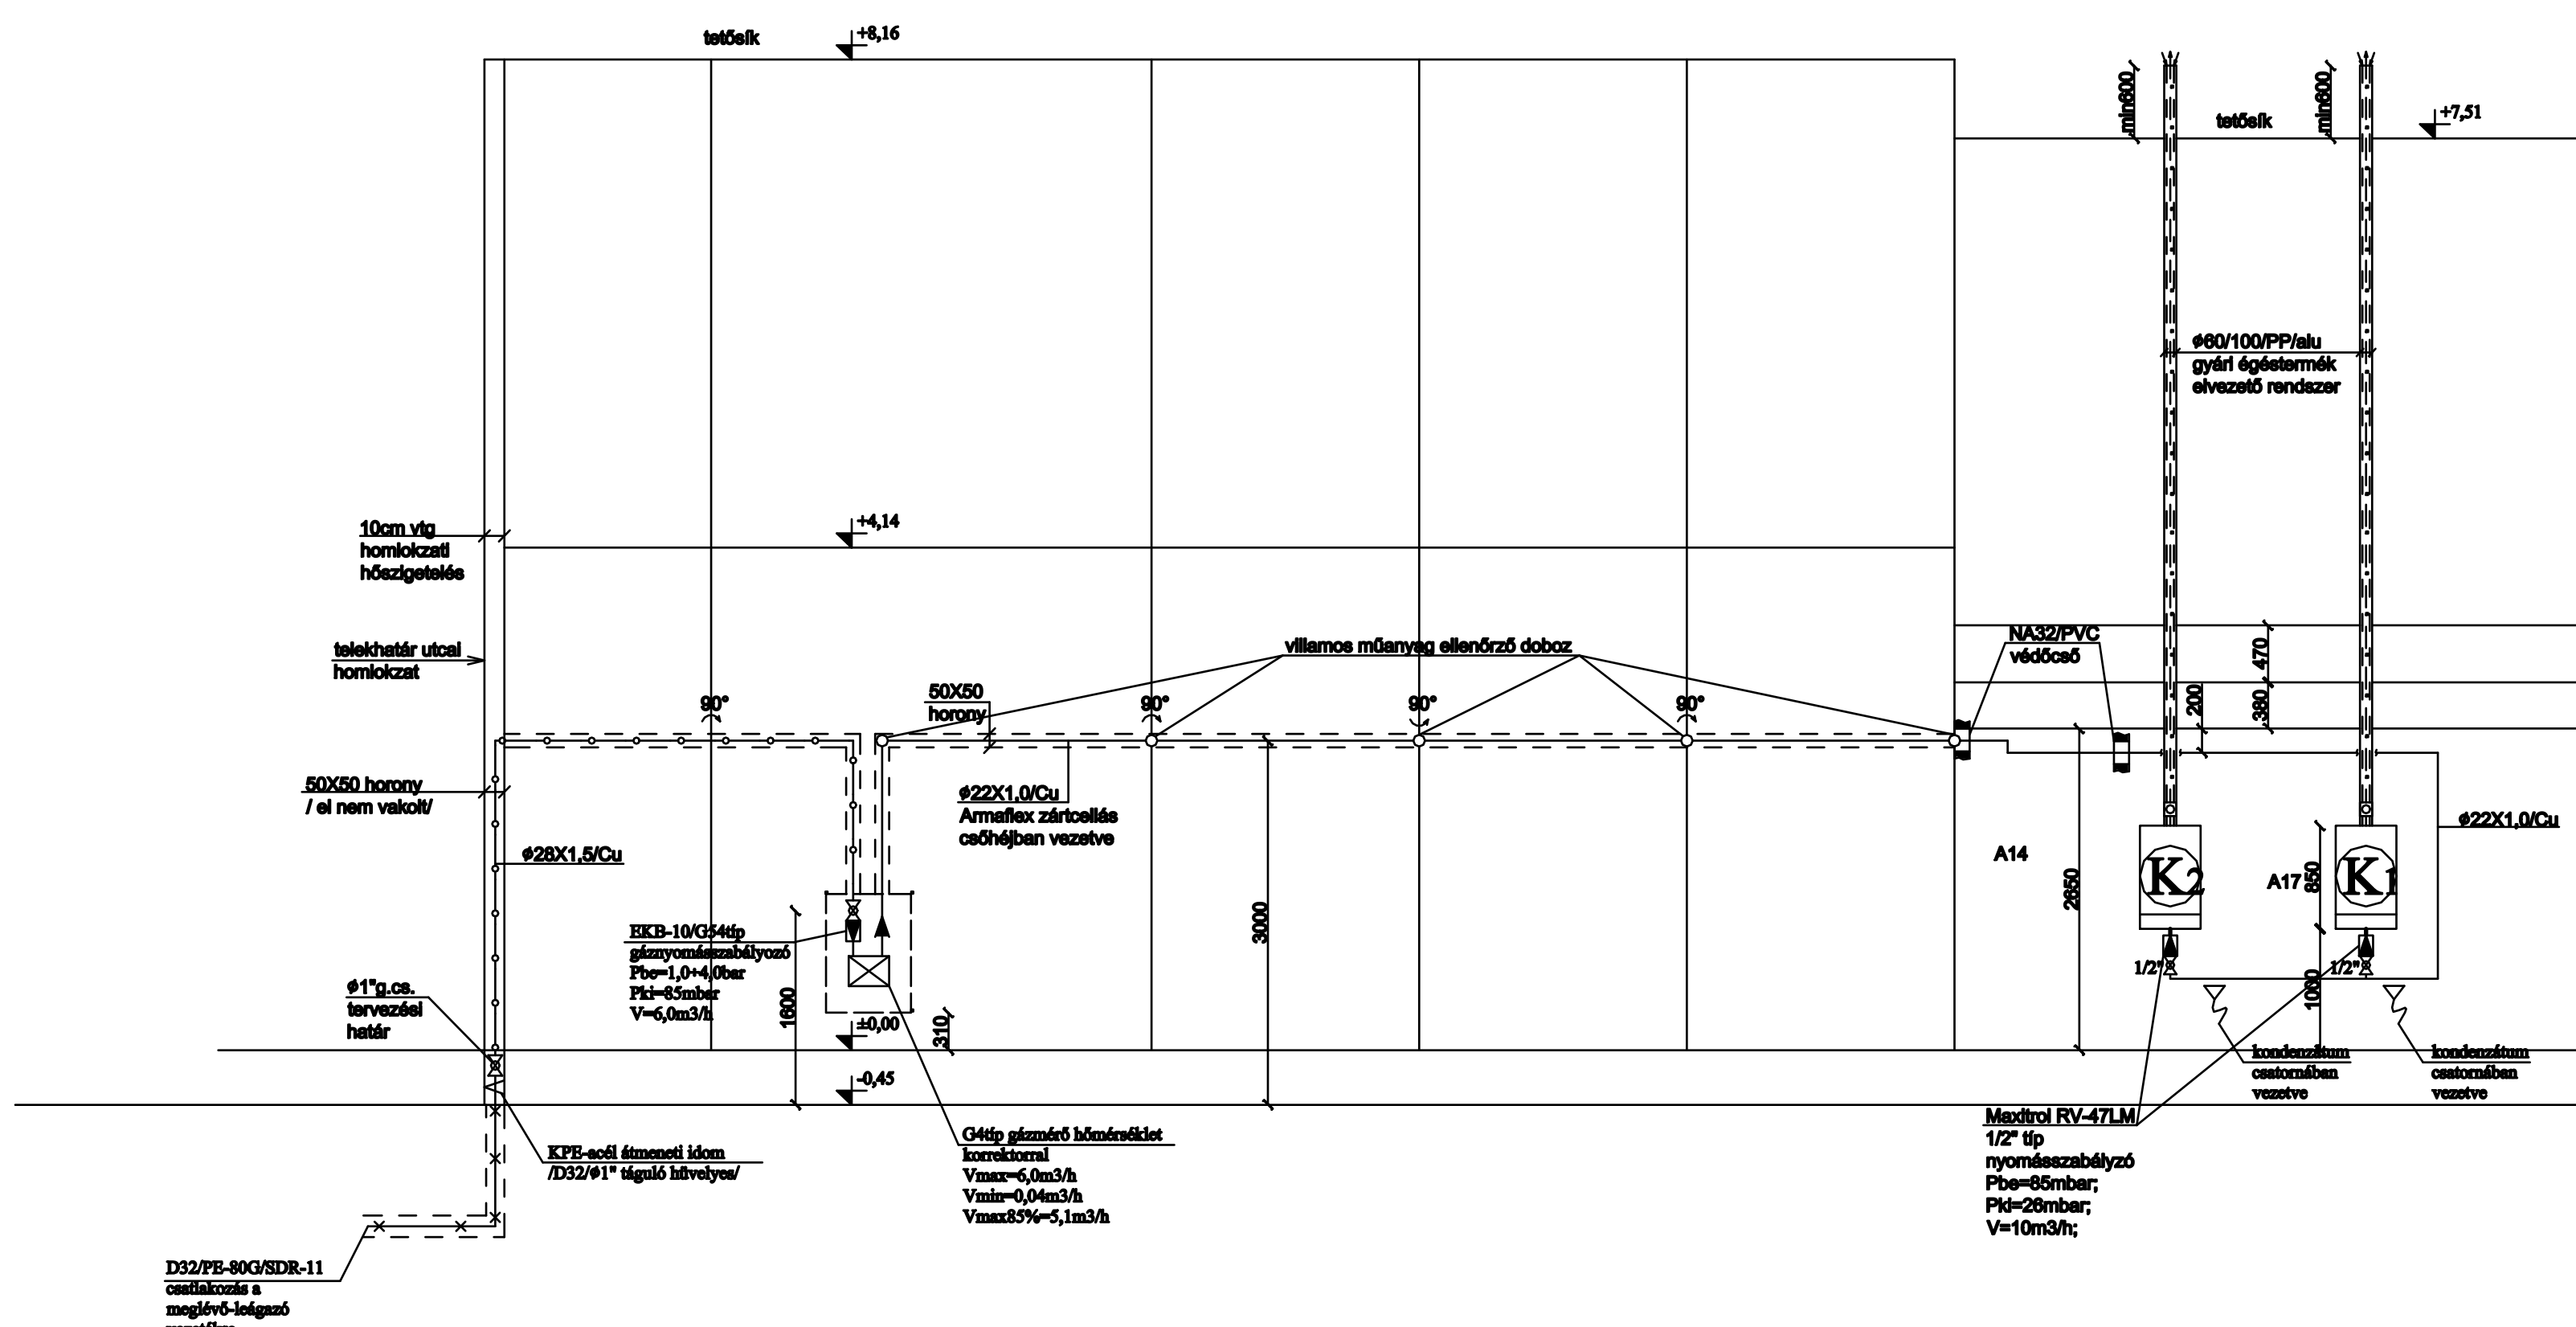 tetősík
+8,16
min600
min600
tetősík
+7,51
ϕ60/100/PP/alu
gyári égéstermék
elvezető rendszer
10cm vtg
homlokzati
hőszigetelés
+4,14
telekhatár utcai
homlokzat
villamos műanyag ellenőrző doboz
NA32/PVC
védőcső
470
380
200
90°
50X50
horony
90°
90°
90°
50X50 horony
/ el nem vakolt/
ϕ22X1,0/Cu
Armaflex zártcellás
csőhéjban vezetve
ϕ28X1,5/Cu
ϕ22X1,0/Cu
A14
2650
K2
A17
850
K1
3000
EKB-10/G54típ
gáznyomásszabályozó
Pbe=1,0÷4,0bar
Pki=85mbar
V=6,0m3/h
1600
1/2"
1/2"
1000
ϕ1"g.cs.
tervezési
határ
±0,00
310
-0,45
kondenzátum
csatornában
vezetve
kondenzátum
csatornában
vezetve
KPE-acél átmeneti idom
/D32/ϕ1" táguló hüvelyes/
G4típ gázmérő hőmérséklet
korrektorral
Vmax=6,0m3/h
Vmin=0,04m3/h
Vmax85%=5,1m3/h
Maxitrol RV-47LM
1/2" típ
nyomásszabályzó
Pbe=85mbar;
Pki=26mbar;
V=10m3/h;
D32/PE-80G/SDR-11
csatlakozás a
meglévő-leágazó